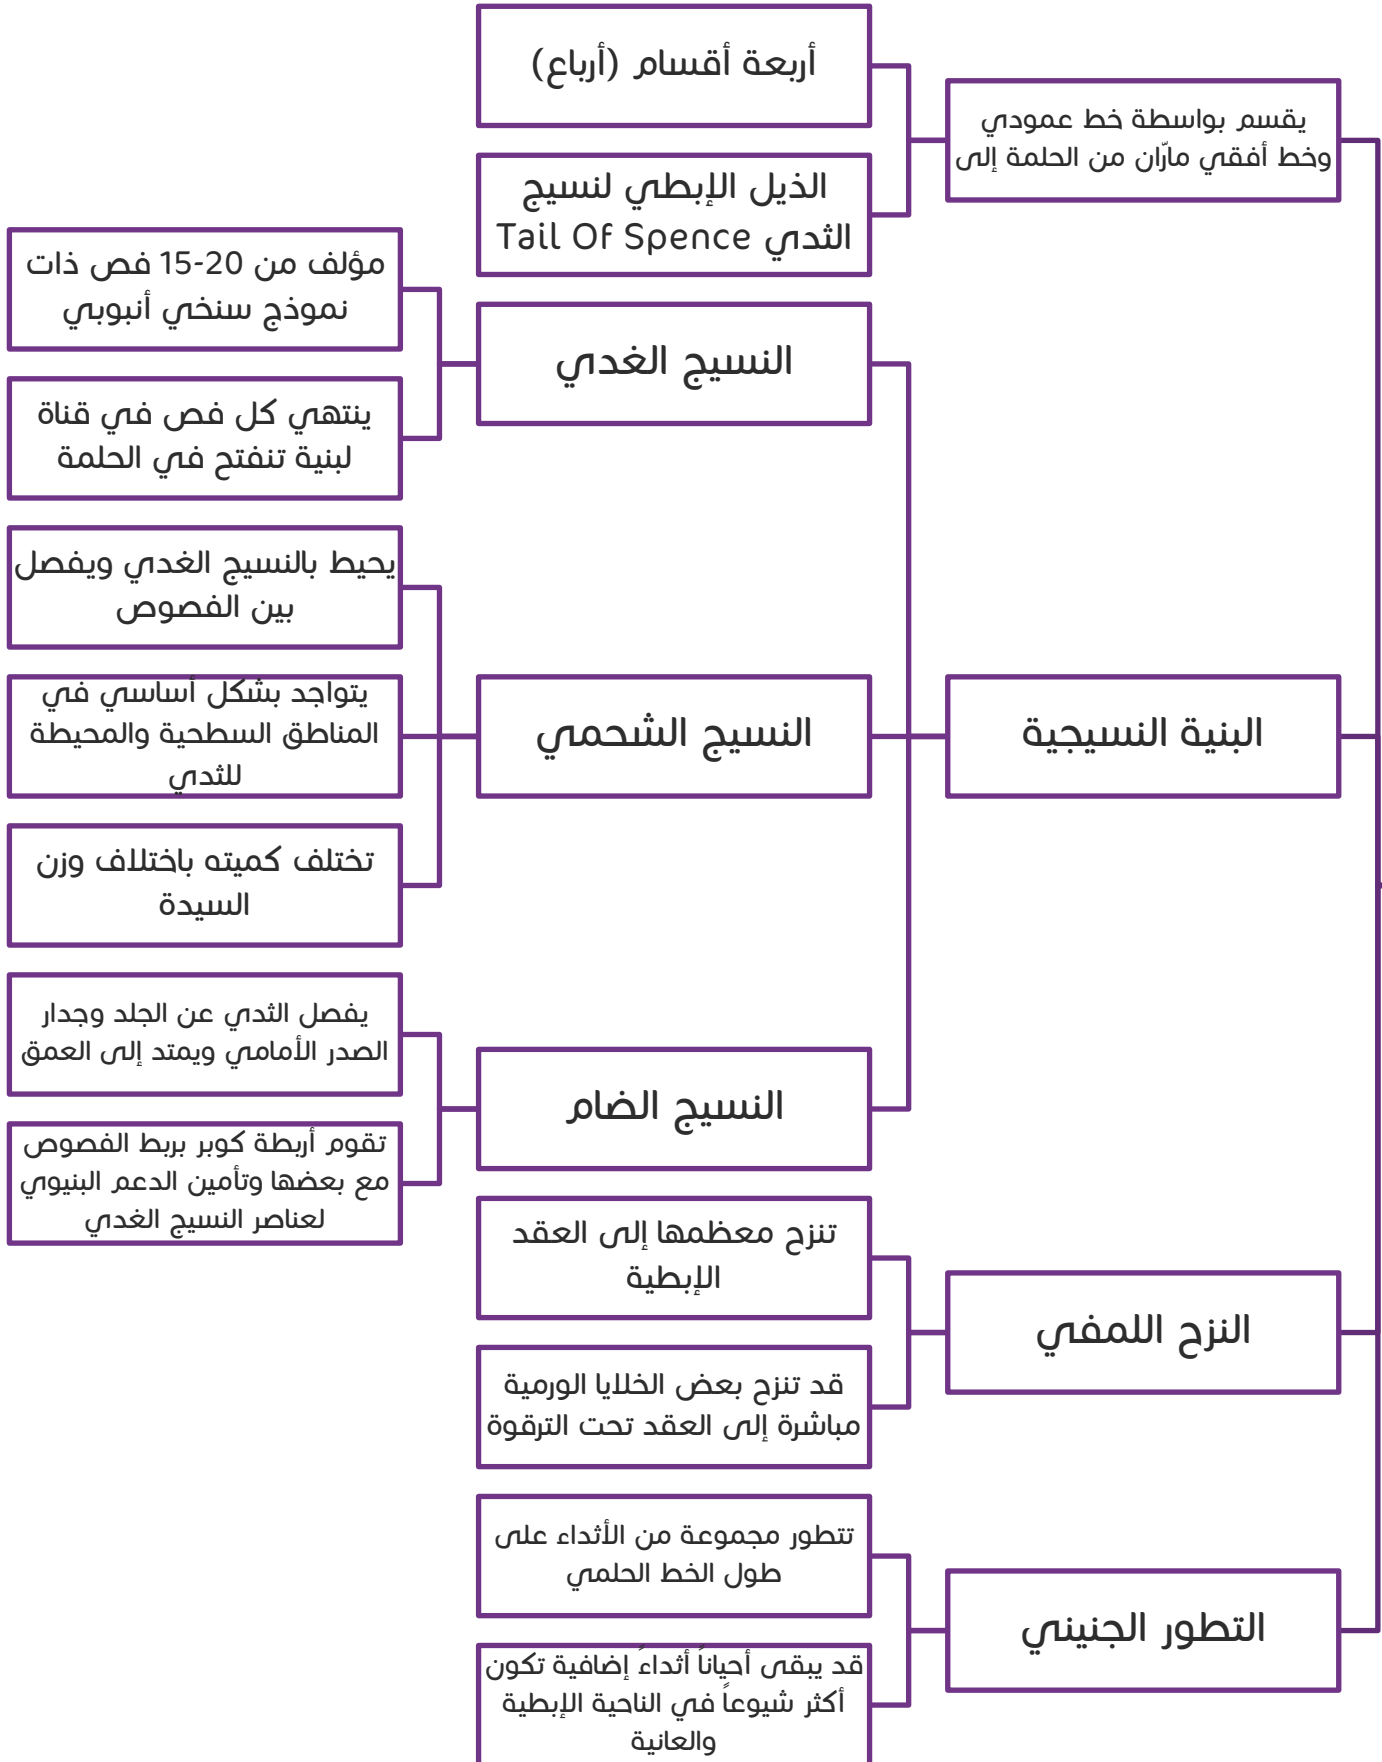 يقسم بواسطة خط عمودي
وخط أفقي مارّان من الحلمة إلى
أربعة أقسام (أرباع)
الذيل الإبطي لنسيج
الثدي Tail Of Spence
البنية النسيجية
النسيج الغدي
مؤلف من 20-15 فص ذات
نموذج سنخي أنبوبي
ينتهي كل فص في قناة
لبنية تنفتح في الحلمة
النسيج الشحمي
يحيط بالنسيج الغدي ويفصل
بين الفصوص
يتواجد بشكل أساسي في
المناطق السطحية والمحيطة
للثدي
تختلف كميته باختلاف وزن
السيدة
النسيج الضام
يفصل الثدي عن الجلد وجدار
الصدر الأمامي ويمتد إلى العمق
تقوم أربطة كوبر بربط الفصوص
مع بعضها وتأمين الدعم البنيوي
لعناصر النسيج الغدي
النزح اللمفي
تنزح معظمها إلى العقد
الإبطية
قد تنزح بعض الخلايا الورمية
مباشرة إلى العقد تحت الترقوة
التطور الجنيني
تتطور مجموعة من الأثداء على
طول الخط الحلمي
قد يبقى أحياناً أثداءً إضافية تكون
أكثر شيوعاً في الناحية الإبطية
والعانية